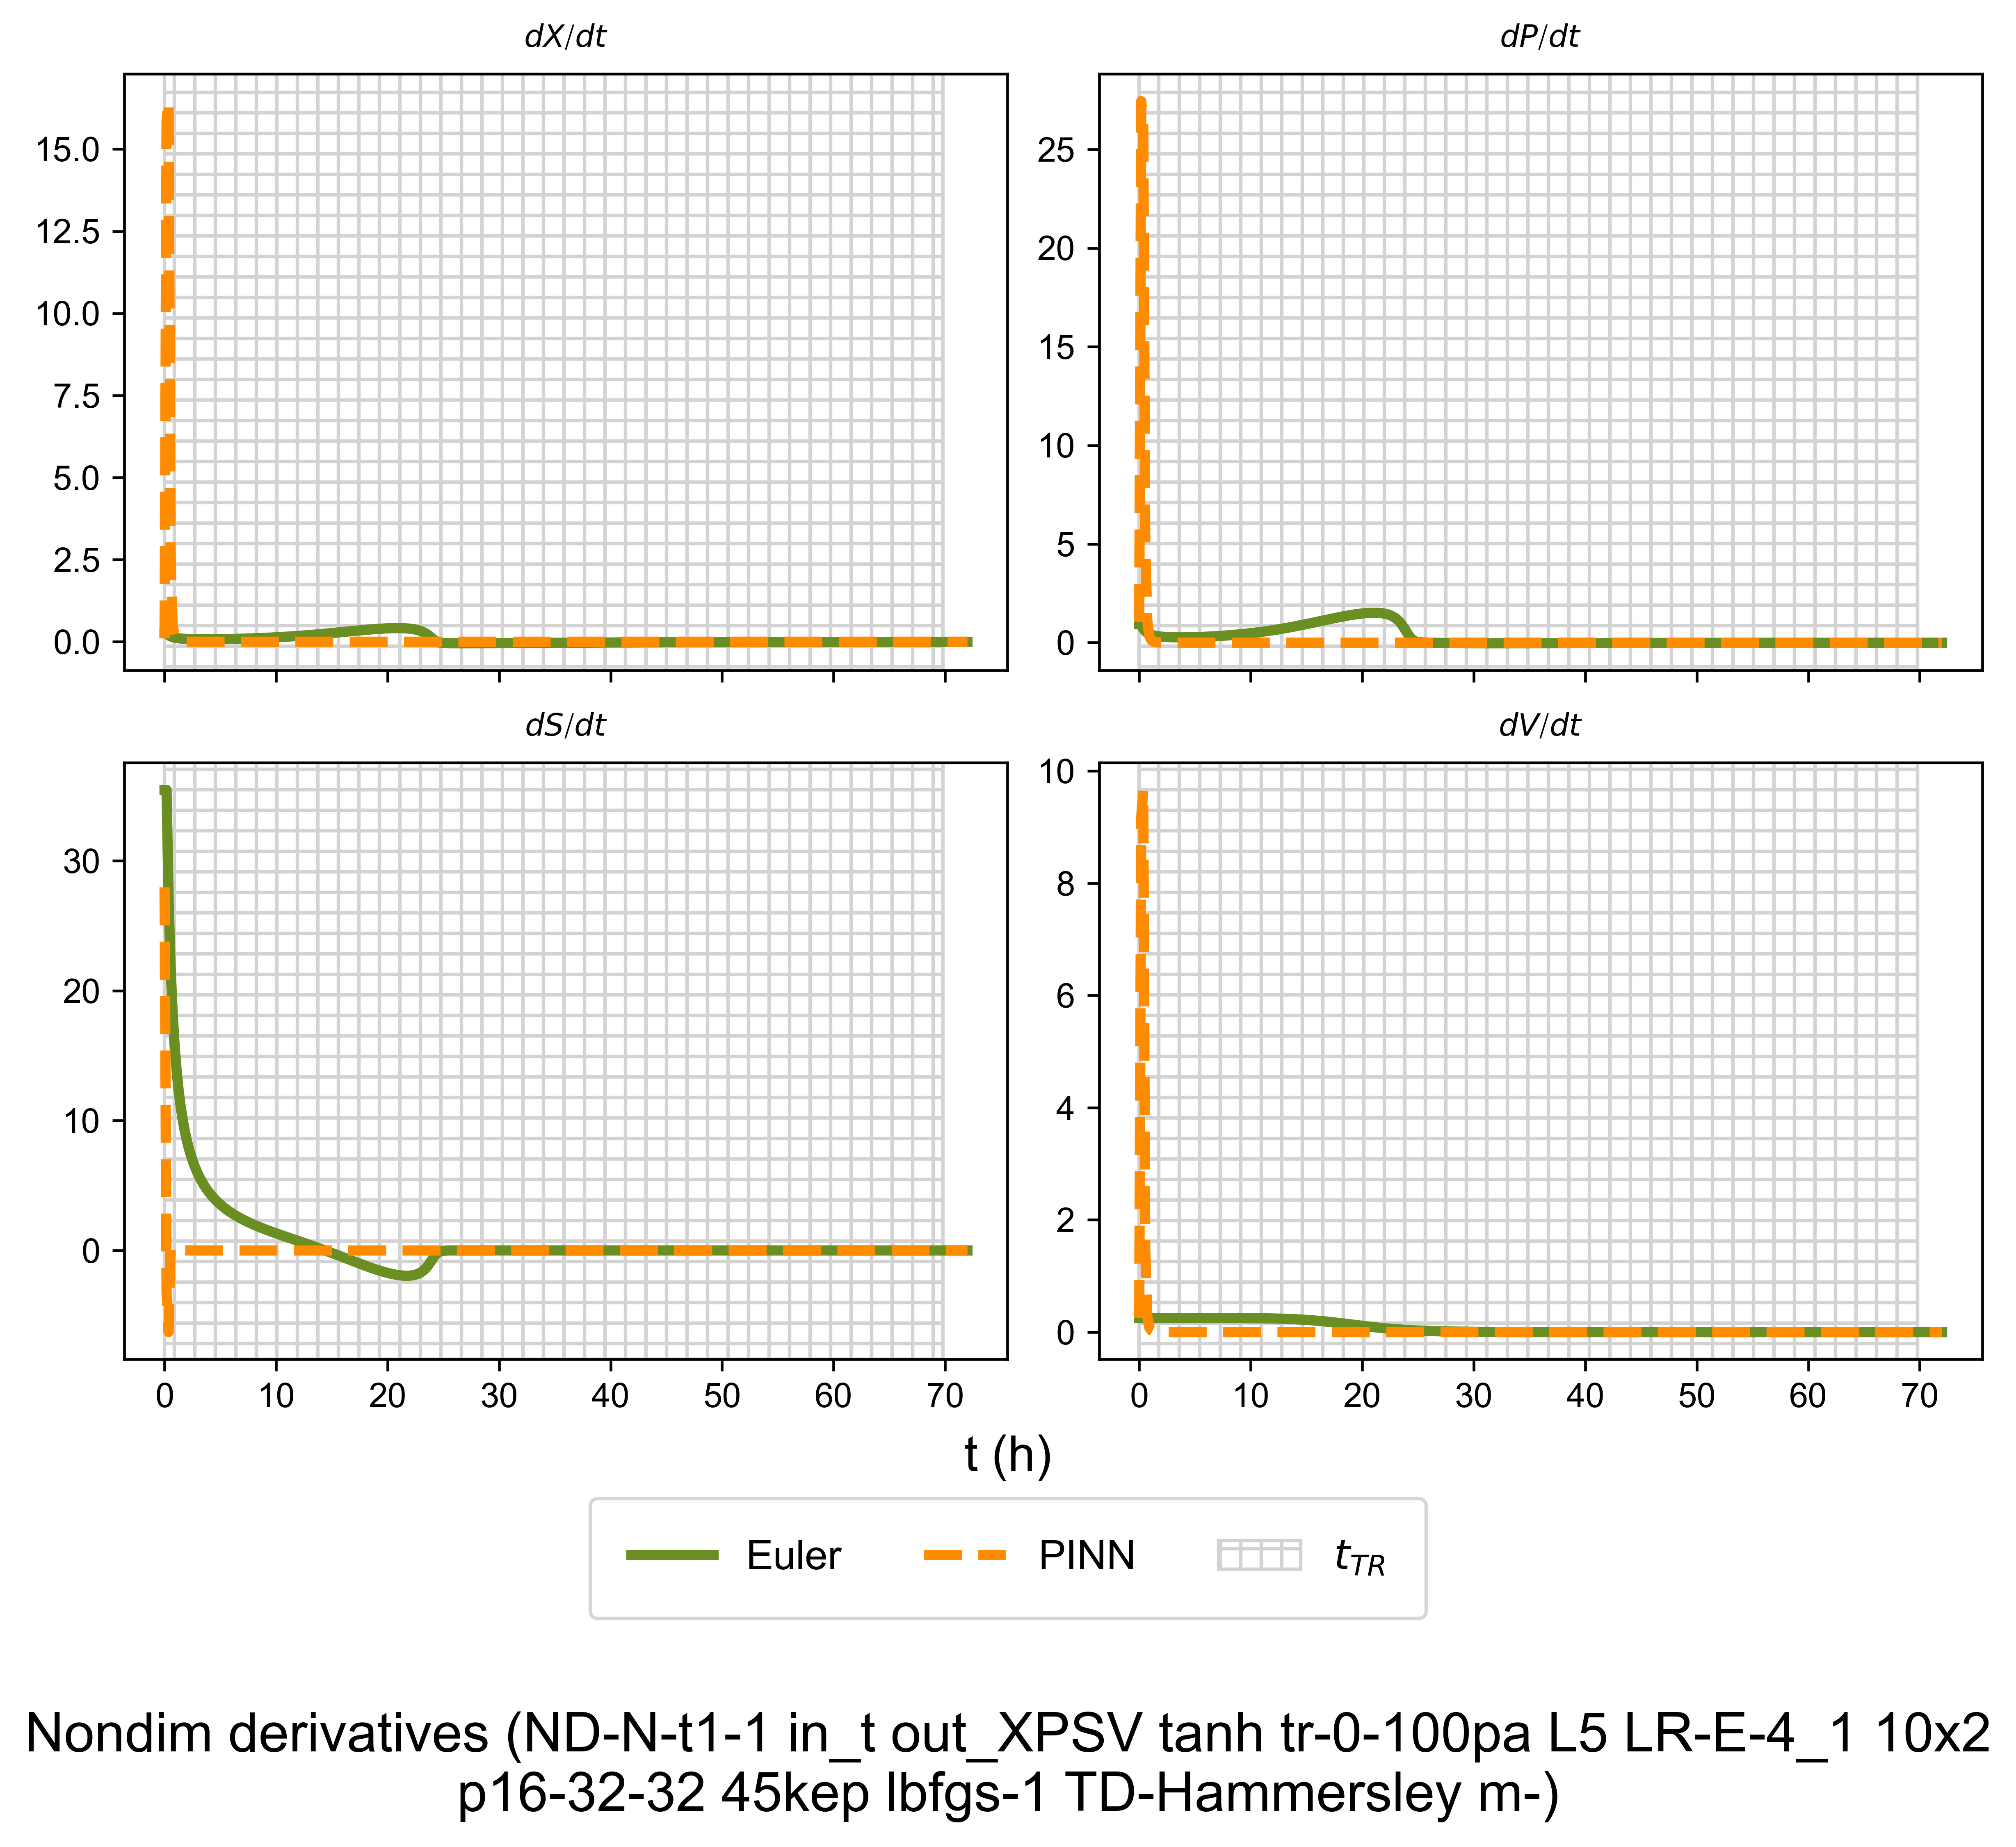 dX/dt
dP/dt
15.0
12.5
10.0
7.5
5.0
2.5
0.0
25
20
15
10
5
0
dS/dt
dV/dt
30
20
10
0
10
8
6
4
2
0
0 10 20 30 40 50 60 70
0 10 20 30 40 50 60 70
t (h)
Euler PINN t_{TR}
Nondim derivatives (ND-N-t1-1 in_t out_XPSV tanh tr-0-100pa L5 LR-E-4_1 10x2
p16-32-32 45kep lbfgs-1 TD-Hammersley m-)